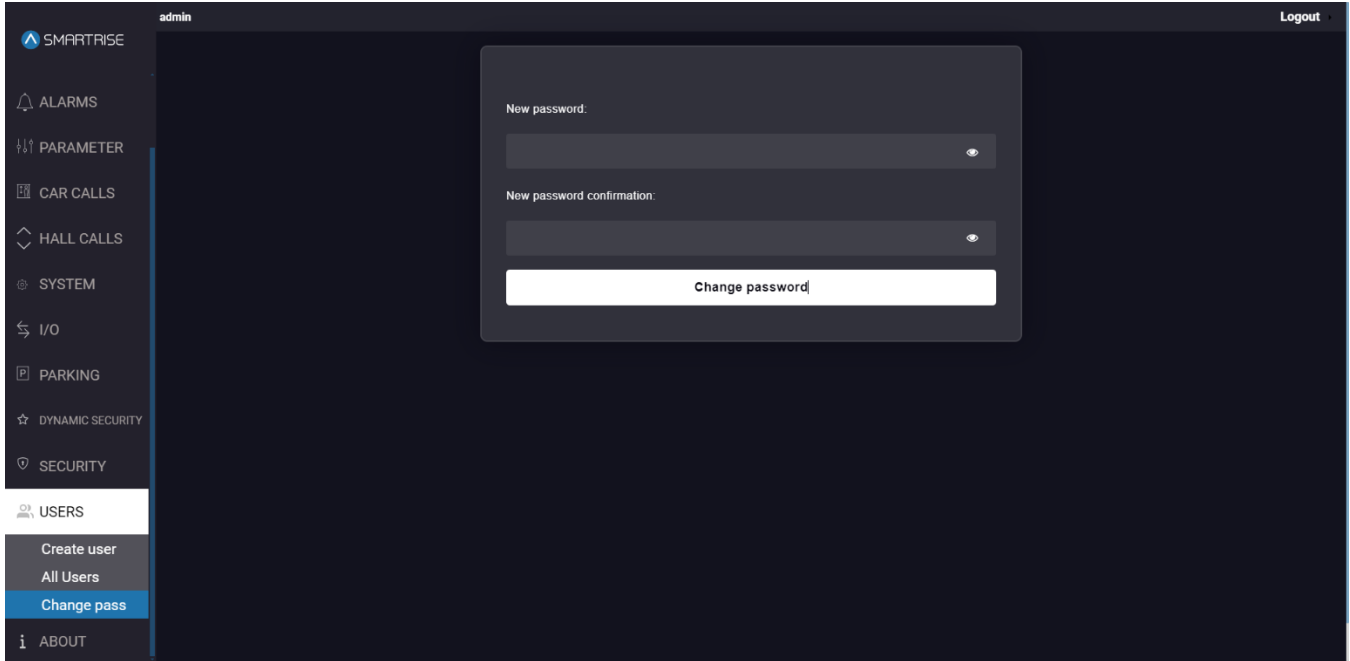 admin
Logout
SMARTRISE
ALARMS
PARAMETER
CAR CALLS
HALL CALLS
SYSTEM
I/O
PARKING
DYNAMIC SECURITY
SECURITY
USERS
Create user
All Users
Change pass
ABOUT
New password:
New password confirmation:
Change password